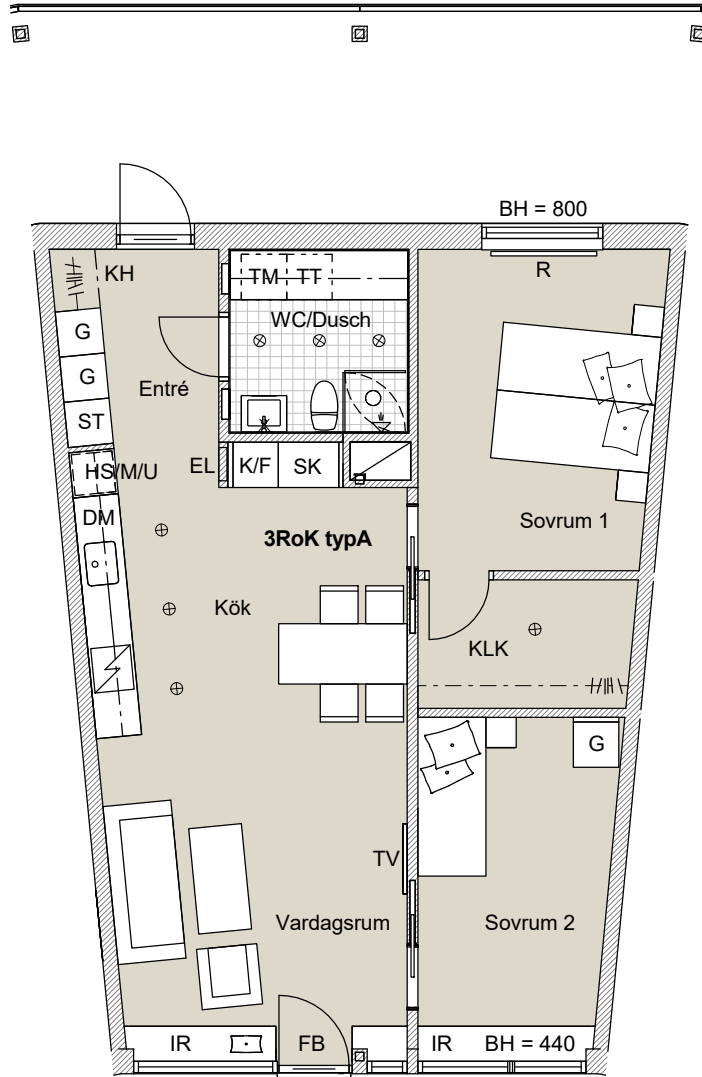 BH = 800
KH
TM
TT
R
WC/Dusch
G
G
Entré
ST
HS/M/U
EL
K/F
SK
DM
3RoK typA
Sovrum 1
Kök
KLK
G
TV
Vardagsrum
Sovrum 2
IR
FB
IR
BH = 440